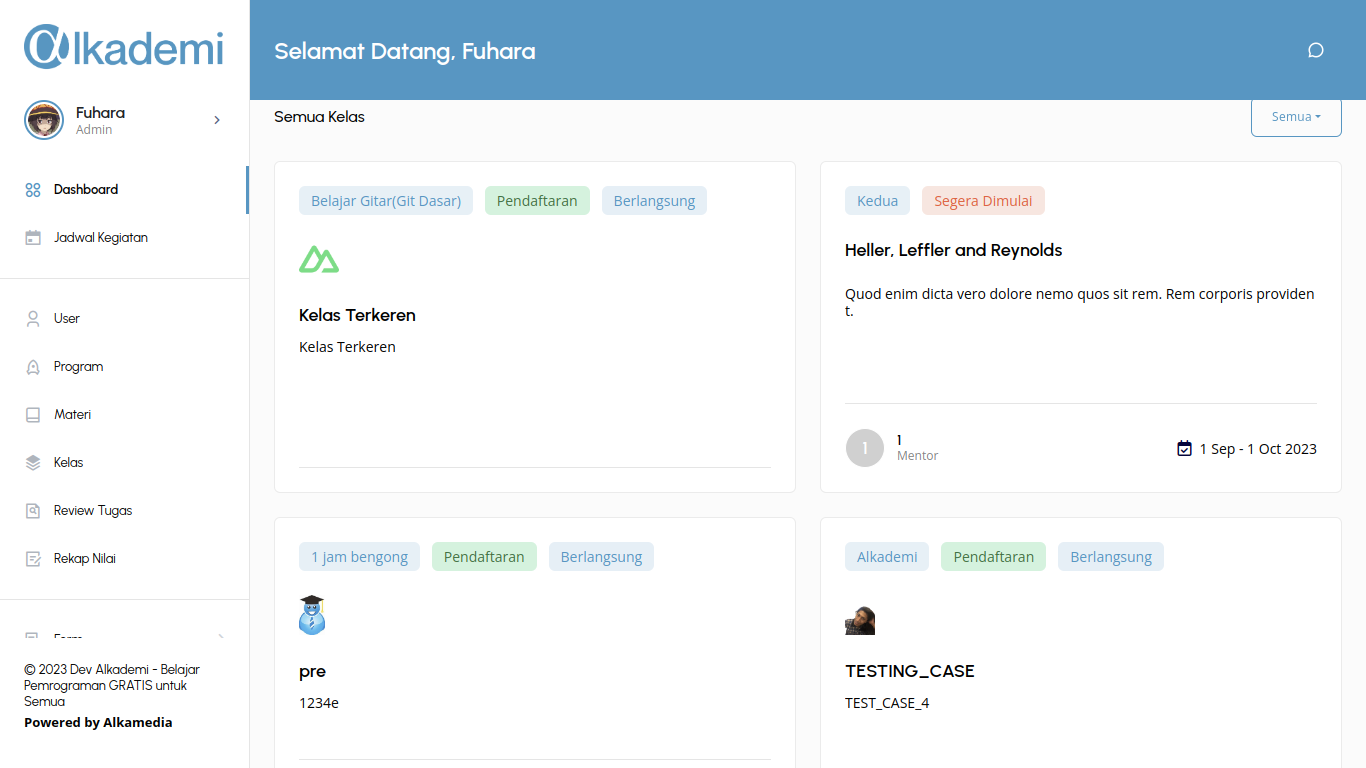 @lkademi
Fuhara
Admin
Dashboard
Jadwal Kegiatan
User
Program
Materi
Kelas
Review Tugas
Rekap Nilai
Form
© 2023 Dev Alkademi - Belajar
Pemrograman GRATIS untuk
Semua
Powered by Alkamedia
Selamat Datang, Fuhara
Semua Kelas
Semua
Belajar Gitar(Git Dasar) Pendaftaran Berlangsung
Kelas Terkeren
Kelas Terkeren
Kedua Segera Dimulai
Heller, Leffler and Reynolds
Quod enim dicta vero dolore nemo quos sit rem. Rem corporis providen
t.
1
1
Mentor
1 Sep - 1 Oct 2023
1 jam bengong Pendaftaran Berlangsung
pre
1234e
Alkademi Pendaftaran Berlangsung
TESTING_CASE
TEST_CASE_4